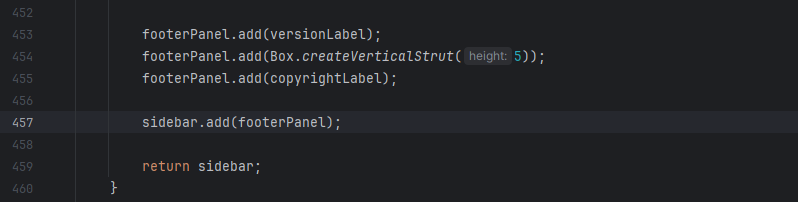 452
453 footerPanel.add(versionLabel);
454 footerPanel.add(Box.createVerticalStrut( height: 5));
455 footerPanel.add(copyrightLabel);
456
457 sidebar.add(footerPanel);
458
459 return sidebar;
460 }